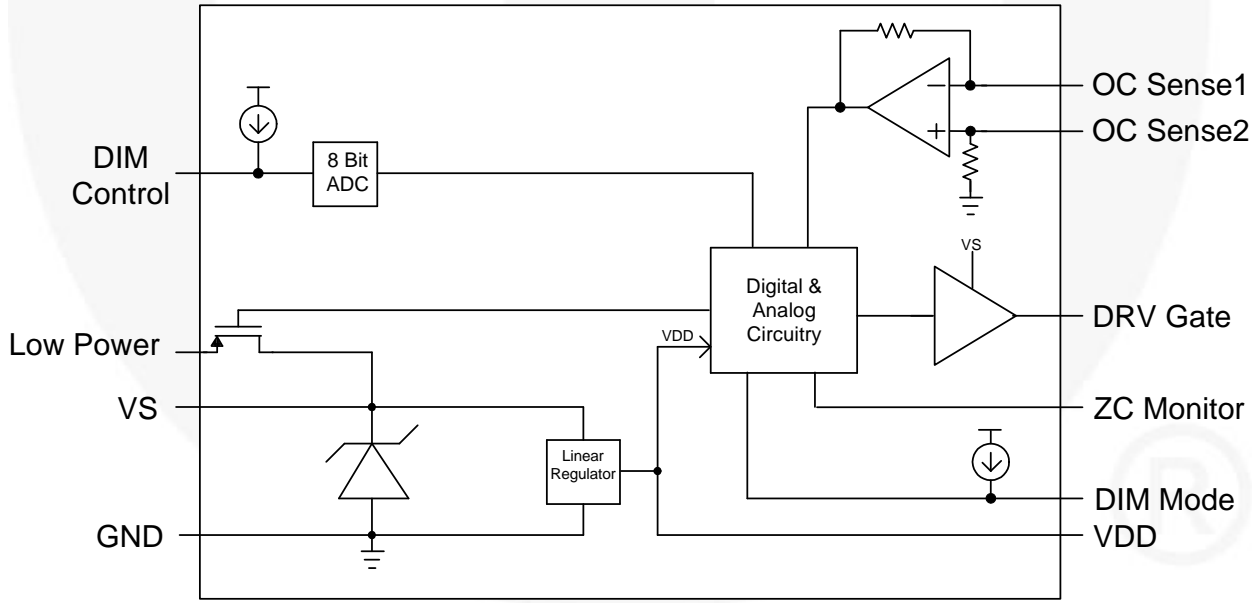 OC Sense1
OC Sense2
DIM
Control
8 Bit
ADC
VS
Digital &
Analog
Circuitry
DRV Gate
Low Power
VDD
VS
ZC Monitor
Linear
Regulator
DIM Mode
GND
VDD
®